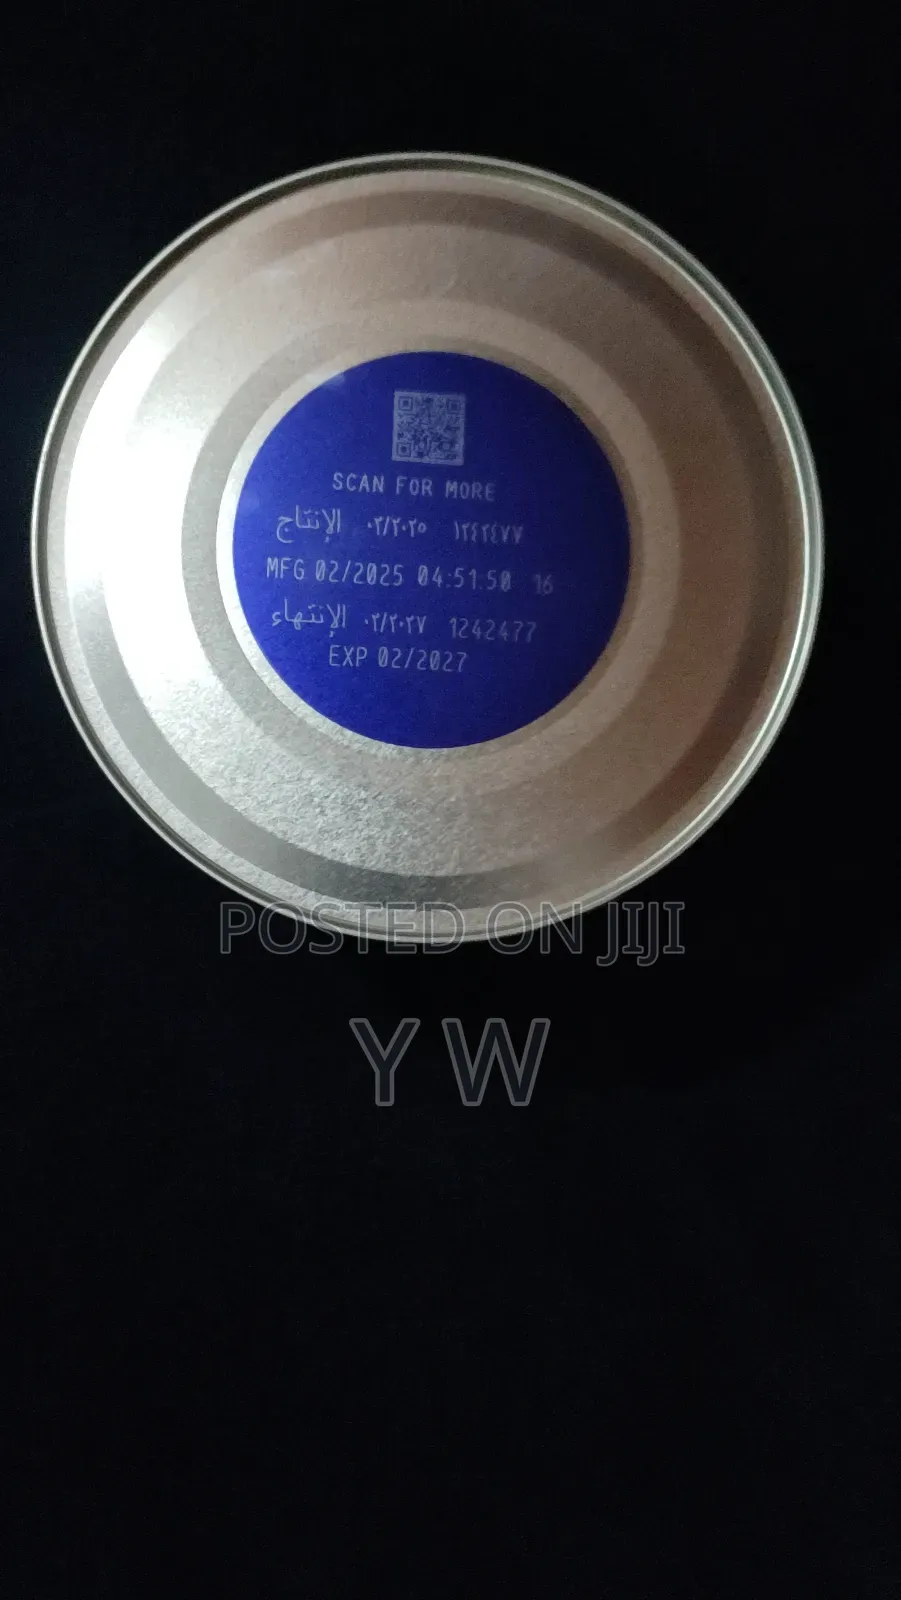 SCAN FOR MORE
الإنتاج ٠٢/٢٠٢٥ ١٢٤٢٤٧٧
MFG 02/2025 04:51:50 16
الإنتهاء ٠٢/٢٠٢٧ 1242477
EXP 02/2027
POSTED ON JIJI
Y W